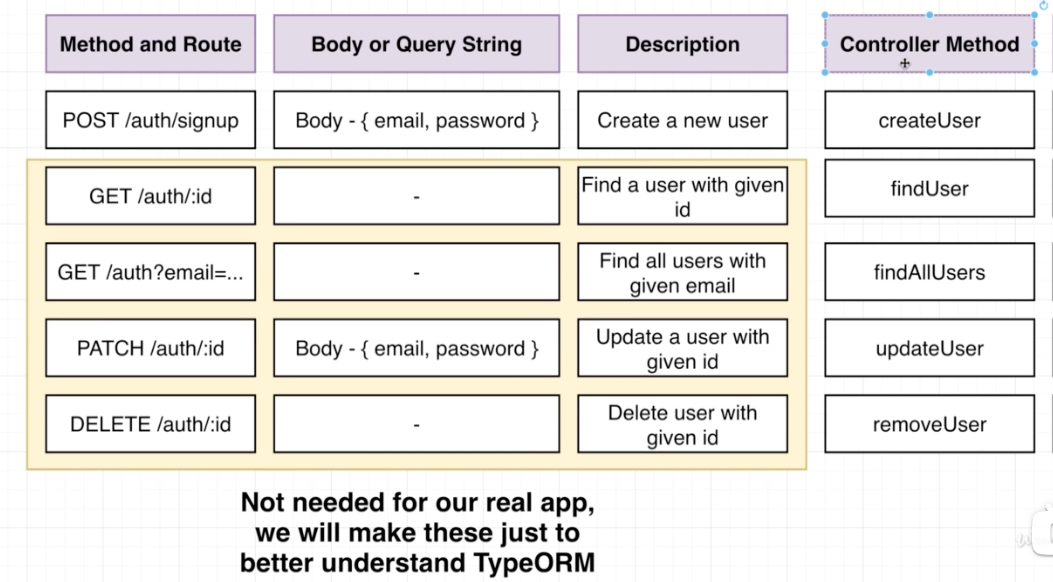 Method and Route
Body or Query String
Description
Controller Method
POST /auth/signup
Body - { email, password }
Create a new user
createUser
GET /auth/:id
-
Find a user with given
id
findUser
GET /auth?email=...
-
Find all users with
given email
findAllUsers
PATCH /auth/:id
Body - { email, password }
Update a user with
given id
updateUser
DELETE /auth/:id
-
Delete user with
given id
removeUser
Not needed for our real app,
we will make these just to
better understand TypeORM